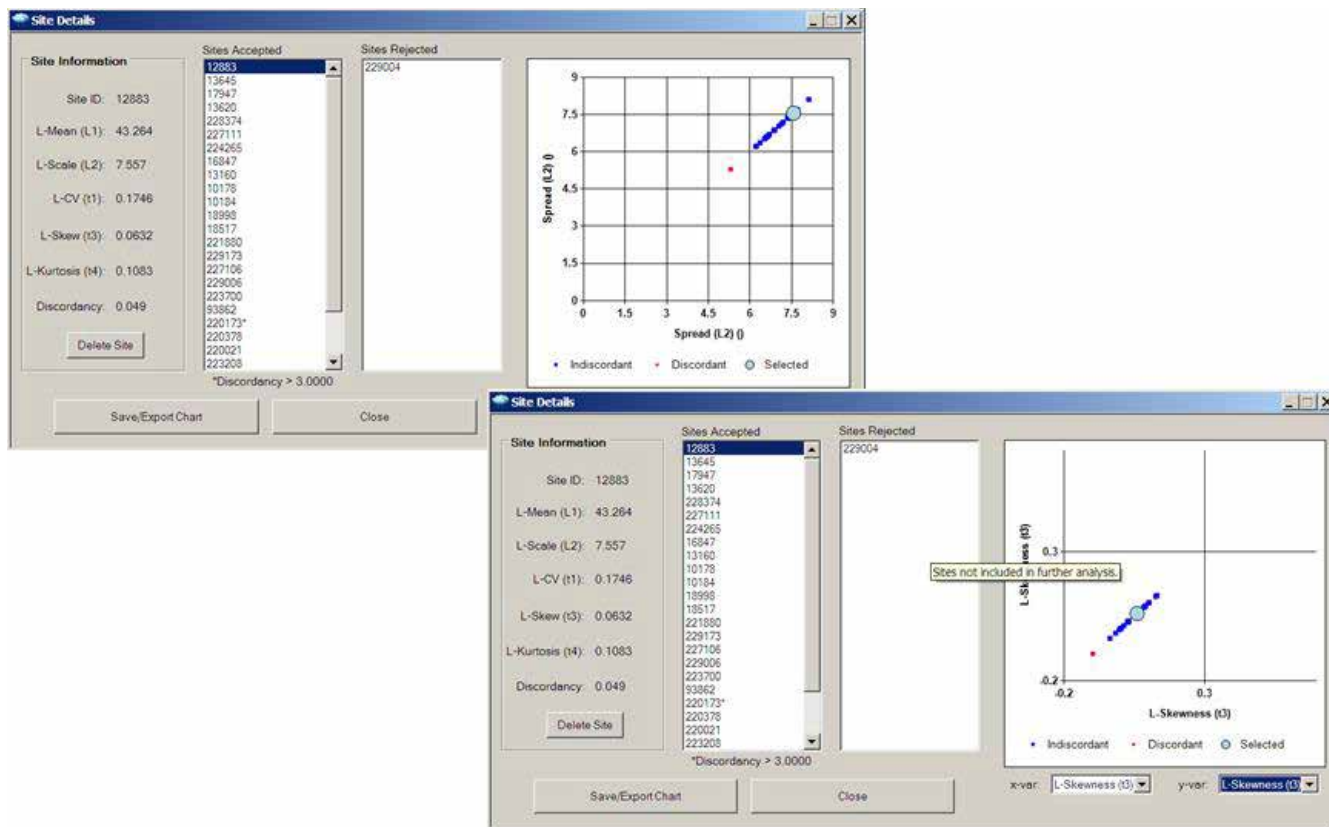 Site Details
Site Information
Site ID: 12883
L-Mean (L1): 43.264
L-Scale (L2): 7.557
L-CV (t1): 0.1746
L-Skew (t3): 0.0632
L-Kurtosis (t4): 0.1083
Discordancy: 0.049
Delete Site
Sites Accepted
12883
13645
17947
13620
228374
227111
224265
16847
13160
10178
10184
18998
18517
221880
229173
227106
229006
223700
93862
220173*
220378
220021
223208
*Discordancy > 3.0000
Sites Rejected
229004
Spread (L2) ()
9
7.5
6
4.5
3
1.5
0
0 1.5 3 4.5 6 7.5 9
Spread (L2) ()
Indiscordant Discordant Selected
Save/Export Chart
Close
Site Details
Site Information
Site ID: 12883
L-Mean (L1): 43.264
L-Scale (L2): 7.557
L-CV (t1): 0.1746
L-Skew (t3): 0.0632
L-Kurtosis (t4): 0.1083
Discordancy: 0.049
Delete Site
Sites Accepted
12883
13645
17947
13620
228374
227111
224265
16847
13160
10178
10184
18998
18517
221880
229173
227106
229006
223700
93862
220173*
220378
220021
223208
*Discordancy > 3.0000
Sites Rejected
229004
Sites not included in further analysis.
L-Skewness (t3)
0.3
-0.2
-0.2 0.3
L-Skewness (t3)
Indiscordant Discordant Selected
x-var: L-Skewness (t3) y-var: L-Skewness (t3)
Save/Export Chart
Close